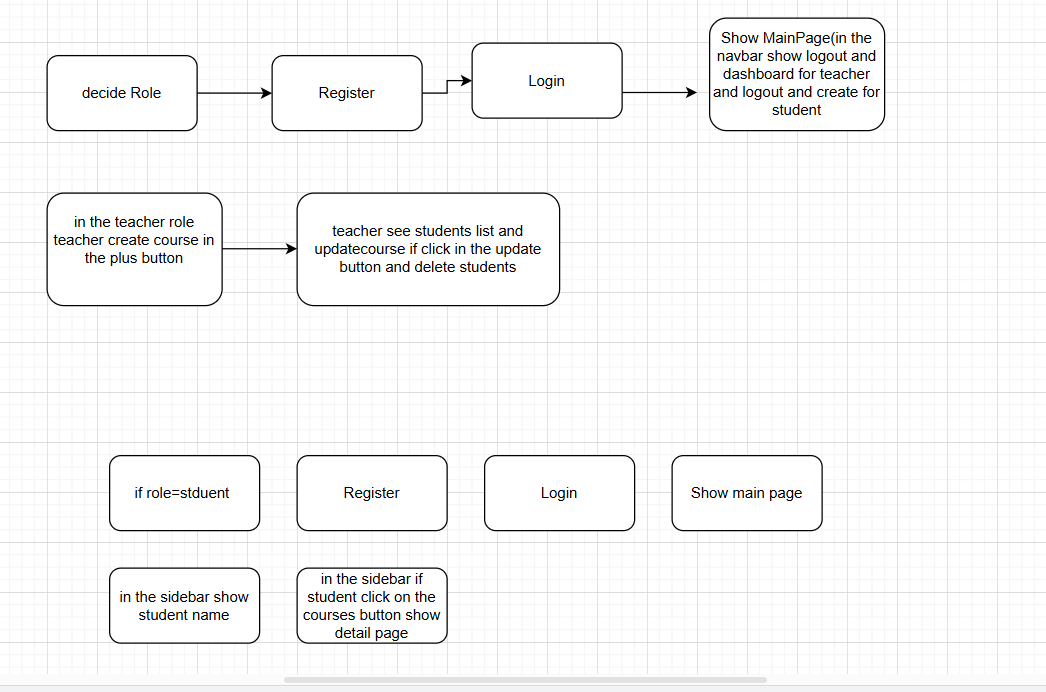 decide Role
Register
Login
Show MainPage(in the
navbar show logout and
dashboard for teacher
and logout and create for
student
in the teacher role
teacher create course in
the plus button
teacher see students list and
updatecourse if click in the update
button and delete students
if role=stduent
Register
Login
Show main page
in the sidebar show
student name
in the sidebar if
student click on the
courses button show
detail page